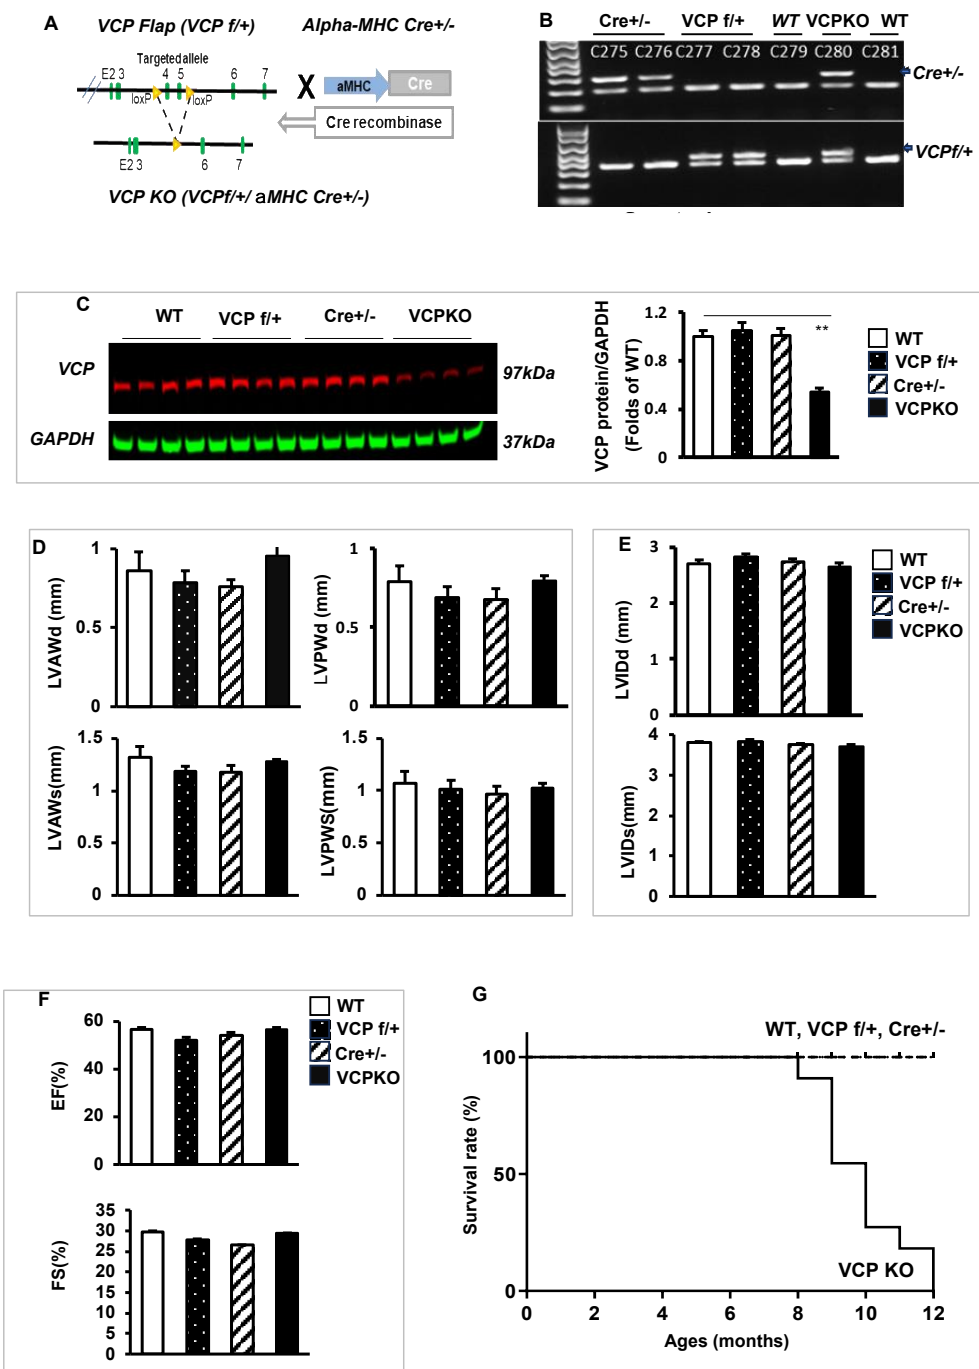 A
VCP Flap (VCP f/+)
Alpha-MHC Cre+/-
Targeted allele
E2 3 4 5 6 7
loxP loxP
X
aMHC Cre
Cre recombinase
E2 3 6 7
VCP KO (VCPf/+/ aMHC Cre+/-)
B
Cre+/- VCP f/+ WT VCPKO WT
C275 C276 C277 C278 C279 C280 C281
Cre+/-
VCPf/+
C
WT VCP f/+ Cre+/- VCPKO
VCP
97kDa
GAPDH
37kDa
VCP protein/GAPDH
(Folds of WT)
1.2
0.8
0.4
0
**
WT
VCP f/+
Cre+/-
VCPKO
D
LVAWd (mm)
1
0.5
0
LVPWd (mm)
1
0.5
0
LVAWs(mm)
1.5
1
0.5
0
LVPWS(mm)
1.5
1
0.5
0
E
LVIDd (mm)
3
2
1
0
WT
VCP f/+
Cre+/-
VCPKO
LVIDs(mm)
4
3
2
1
0
F
EF(%)
60
40
20
0
WT
VCP f/+
Cre+/-
VCPKO
FS(%)
35
30
25
20
15
10
5
0
G
WT, VCP f/+, Cre+/-
Survival rate (%)
100
50
0
VCP KO
0 2 4 6 8 10 12
Ages (months)